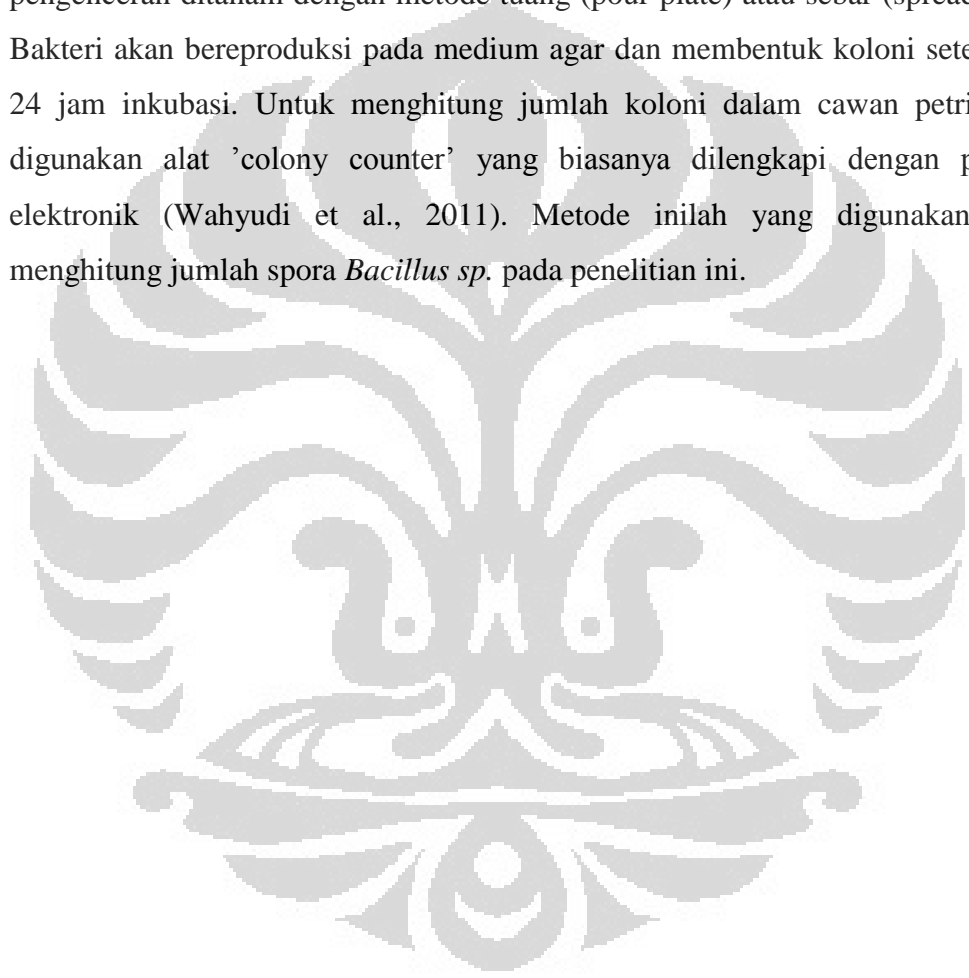 pengenceran ditanam dengan metode tuang (pour plate) atau sebar (spread
Bakteri akan bereproduksi pada medium agar dan membentuk koloni sete
24 jam inkubasi. Untuk menghitung jumlah koloni dalam cawan petri
digunakan alat ’colony counter’ yang biasanya dilengkapi dengan p
elektronik (Wahyudi et al., 2011). Metode inilah yang digunakan
menghitung jumlah spora Bacillus sp. pada penelitian ini.